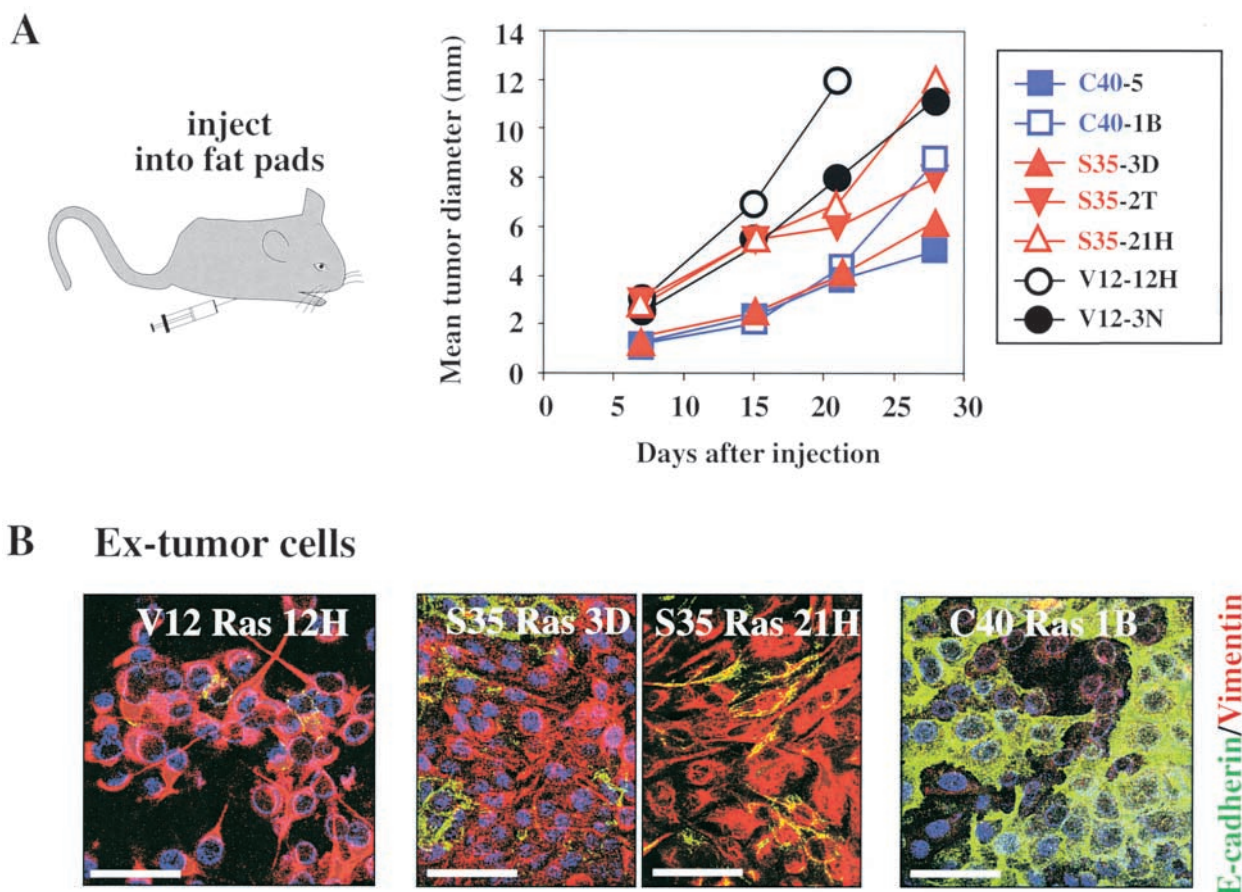 A
inject
into fat pads
Mean tumor diameter (mm)
14
12
10
8
6
4
2
0
0 5 10 15 20 25 30
Days after injection
C40-5
C40-1B
S35-3D
S35-2T
S35-21H
V12-12H
V12-3N
B Ex-tumor cells
V12 Ras 12H
S35 Ras 3D
S35 Ras 21H
C40 Ras 1B
E-cadherin/Vimentin